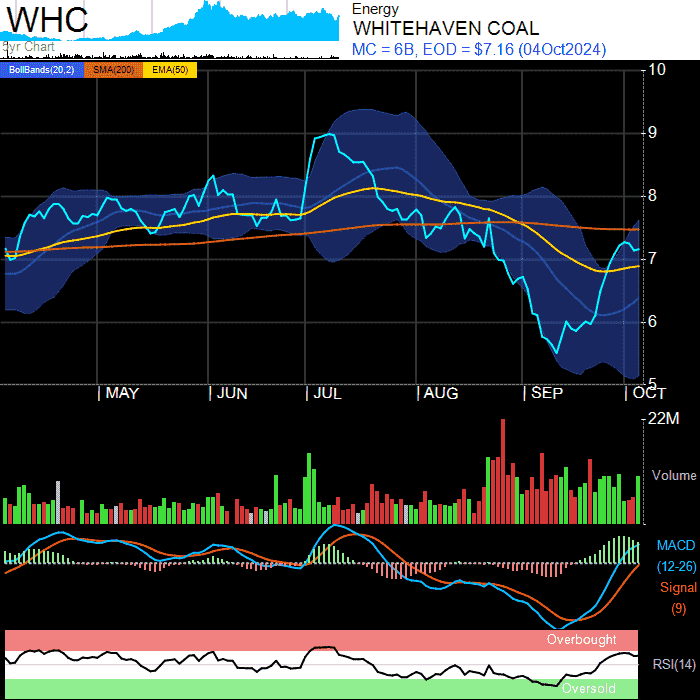 WHC
5yr Chart
Energy
WHITEHAVEN COAL
MC = 6B, EOD = $7.16 (04Oct2024)
BollBands(20,2) SMA(200) EMA(50)
10
9
8
7
6
5
MAY JUN JUL AUG SEP OCT
22M
Volume
MACD
(12-26)
Signal
(9)
Overbought
RSI(14)
Oversold